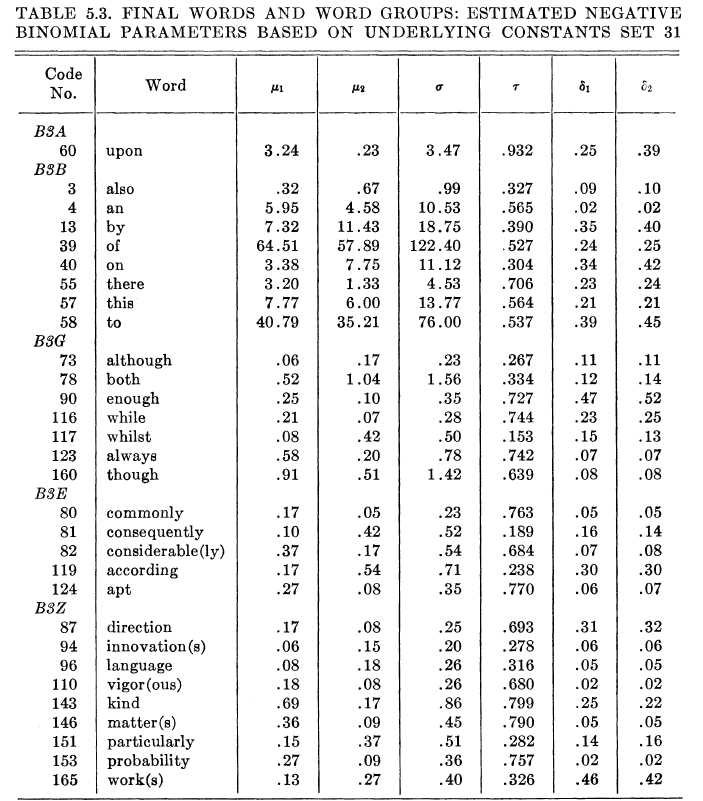 TABLE 5.3. FINAL WORDS AND WORD GROUPS: ESTIMATED NEGATIVE
BINOMIAL PARAMETERS BASED ON UNDERLYING CONSTANTS SET 31
Code No. Word μ1 μ2 σ τ δ1 δ2
B3A
60 upon 3.24 .23 3.47 .932 .25 .39
B3B
3 also .32 .67 .99 .327 .09 .10
4 an 5.95 4.58 10.53 .565 .02 .02
13 by 7.32 11.43 18.75 .390 .35 .40
39 of 64.51 57.89 122.40 .527 .24 .25
40 on 3.38 7.75 11.12 .304 .34 .42
55 there 3.20 1.33 4.53 .706 .23 .24
57 this 7.77 6.00 13.77 .564 .21 .21
58 to 40.79 35.21 76.00 .537 .39 .45
B3G
73 although .06 .17 .23 .267 .11 .11
78 both .52 1.04 1.56 .334 .12 .14
90 enough .25 .10 .35 .727 .47 .52
116 while .21 .07 .28 .744 .23 .25
117 whilst .08 .42 .50 .153 .15 .13
123 always .58 .20 .78 .742 .07 .07
160 though .91 .51 1.42 .639 .08 .08
B3E
80 commonly .17 .05 .23 .763 .05 .05
81 consequently .10 .42 .52 .189 .16 .14
82 considerable(ly) .37 .17 .54 .684 .07 .08
119 according .17 .54 .71 .238 .30 .30
124 apt .27 .08 .35 .770 .06 .07
B3Z
87 direction .17 .08 .25 .693 .31 .32
94 innovation(s) .06 .15 .20 .278 .06 .06
96 language .08 .18 .26 .316 .05 .05
110 vigor(ous) .18 .08 .26 .680 .02 .02
143 kind .69 .17 .86 .799 .25 .22
146 matter(s) .36 .09 .45 .790 .05 .05
151 particularly .15 .37 .51 .282 .14 .16
153 probability .27 .09 .36 .757 .02 .02
165 work(s) .13 .27 .40 .326 .46 .42